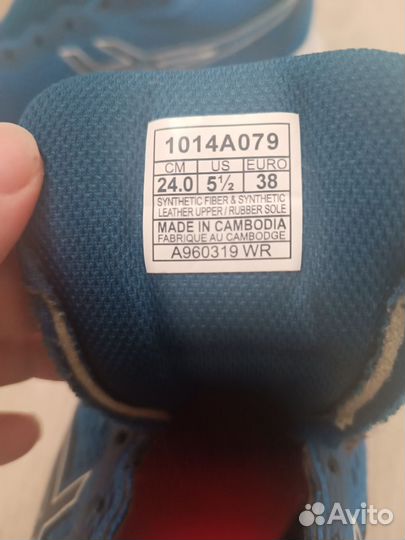 1014A079
CM US EURO
24.0 5½ 38
SYNTHETIC FIBER & SYNTHETIC
LEATHER UPPER / RUBBER SOLE
MADE IN CAMBODIA
FABRIQUE AU CAMBODGE
A960319 WR
Avito